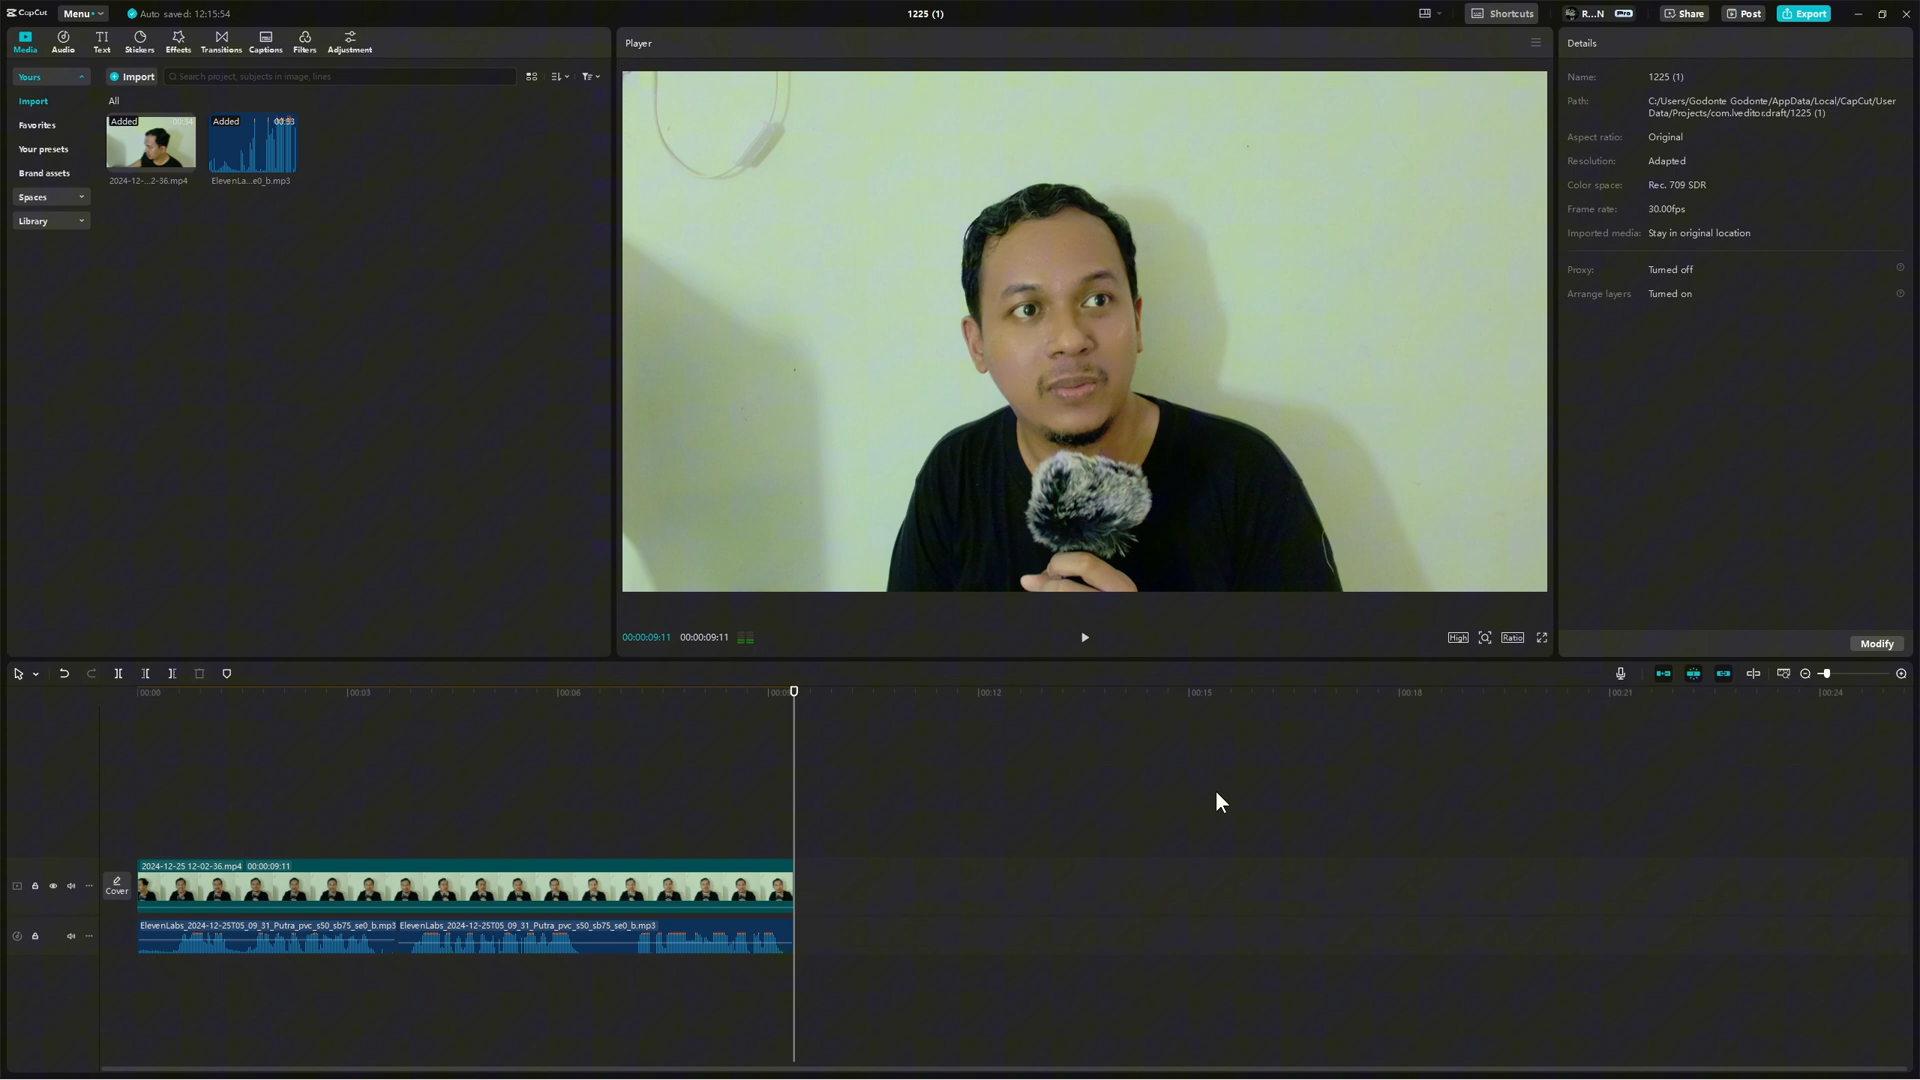 CapCut
Menu
Auto saved: 12:15:54
1225 (1)
Shortcuts
R...N
Pro
Share
Post
Export
Media
Audio
Text
Stickers
Effects
Transitions
Captions
Filters
Adjustment
Player
Details
Yours
Import
Search project, subjects in image, lines
Import
Favorites
Your presets
Brand assets
Spaces
Library
All
Added
00:34
2024-12-...2-36.mp4
Added
00:33
ElevenLa...e0_b.mp3
Name: 1225 (1)
Path: C:/Users/Godonte Godonte/AppData/Local/CapCut/User
Data/Projects/com.lveditor.draft/1225 (1)
Aspect ratio: Original
Resolution: Adapted
Color space: Rec. 709 SDR
Frame rate: 30.00fps
Imported media: Stay in original location
Proxy: Turned off
Arrange layers Turned on
Modify
00:00:09:11 00:00:09:11
High
Ratio
00:00
00:03
00:06
00:12
00:15
00:18
00:21
00:24
Cover
2024-12-25 12-02-36.mp4 00:00:09:11
ElevenLabs_2024-12-25T05_09_31_Putra_pvc_s50_sb75_se0_b.mp3
ElevenLabs_2024-12-25T05_09_31_Putra_pvc_s50_sb75_se0_b.mp3